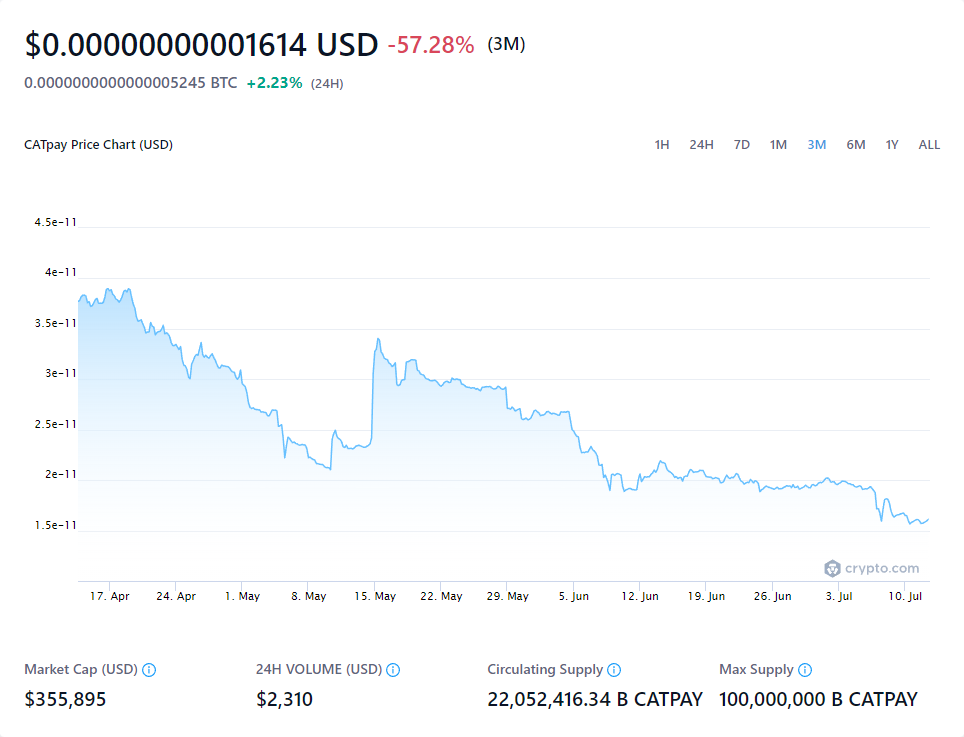 $0.00000000001614 USD -57.28% (3M)
0.0000000000000005245 BTC +2.23% (24H)
CATpay Price Chart (USD)
1H 24H 7D 1M 3M 6M 1Y ALL
4.5e-11
4e-11
3.5e-11
3e-11
2.5e-11
2e-11
1.5e-11
crypto.com
17. Apr 24. Apr 1. May 8. May 15. May 22. May 29. May 5. Jun 12. Jun 19. Jun 26. Jun 3. Jul 10. Jul
Market Cap (USD) 24H VOLUME (USD) Circulating Supply Max Supply
$355,895 $2,310 22,052,416.34 B CATPAY 100,000,000 B CATPAY